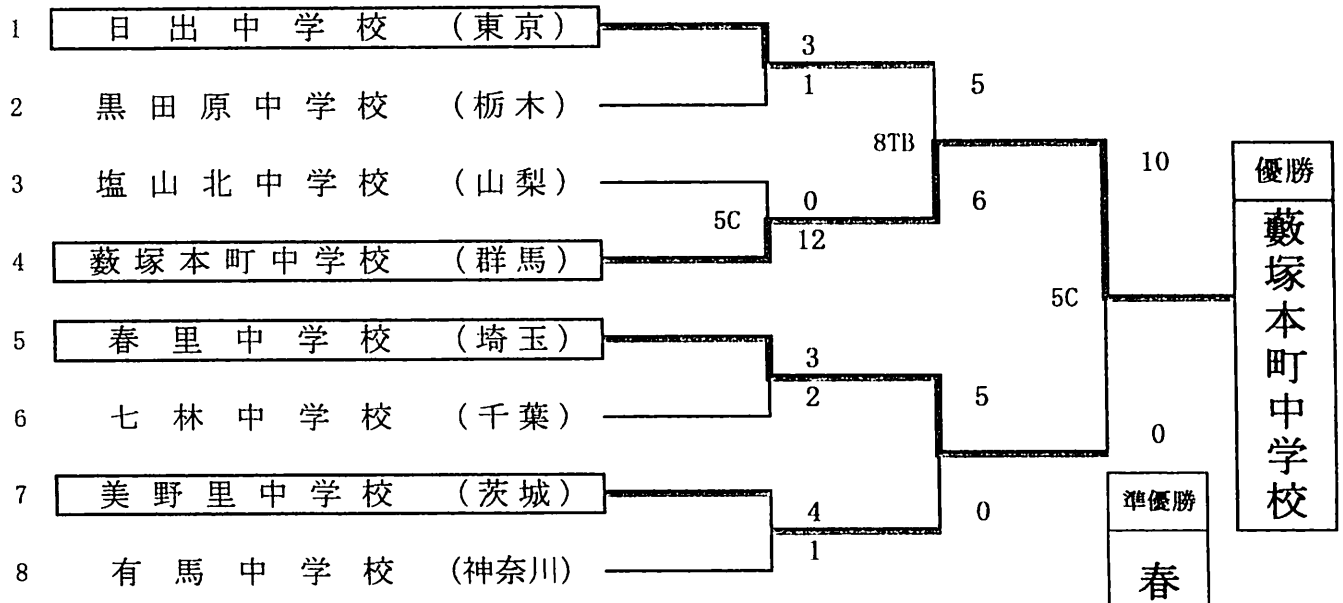 1 日出中学校 (東京)
3
1
2 黒田原中学校 (栃木)
5
8TB
6
3 塩山北中学校 (山梨)
0
5C
12
4 薮塚本町中学校 (群馬)
10
5C
0
5 春里中学校 (埼玉)
3
2
6 七林中学校 (千葉)
5
0
7 美野里中学校 (茨城)
4
1
8 有馬中学校 (神奈川)
優勝
薮塚本町中学校
準優勝
春